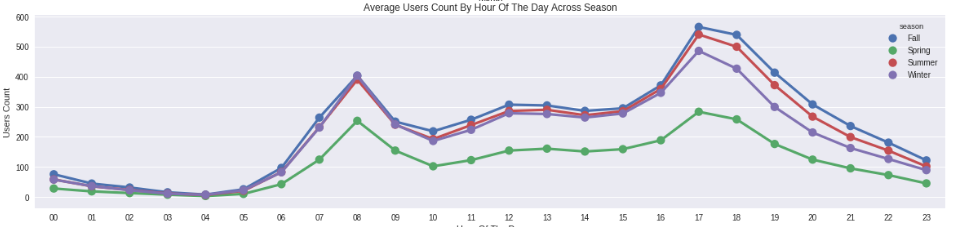 Average Users Count By Hour Of The Day Across Season
600
500
400
300
200
100
0
Users Count
season
Fall
Spring
Summer
Winter
00 01 02 03 04 05 06 07 08 09 10 11 12 13 14 15 16 17 18 19 20 21 22 23